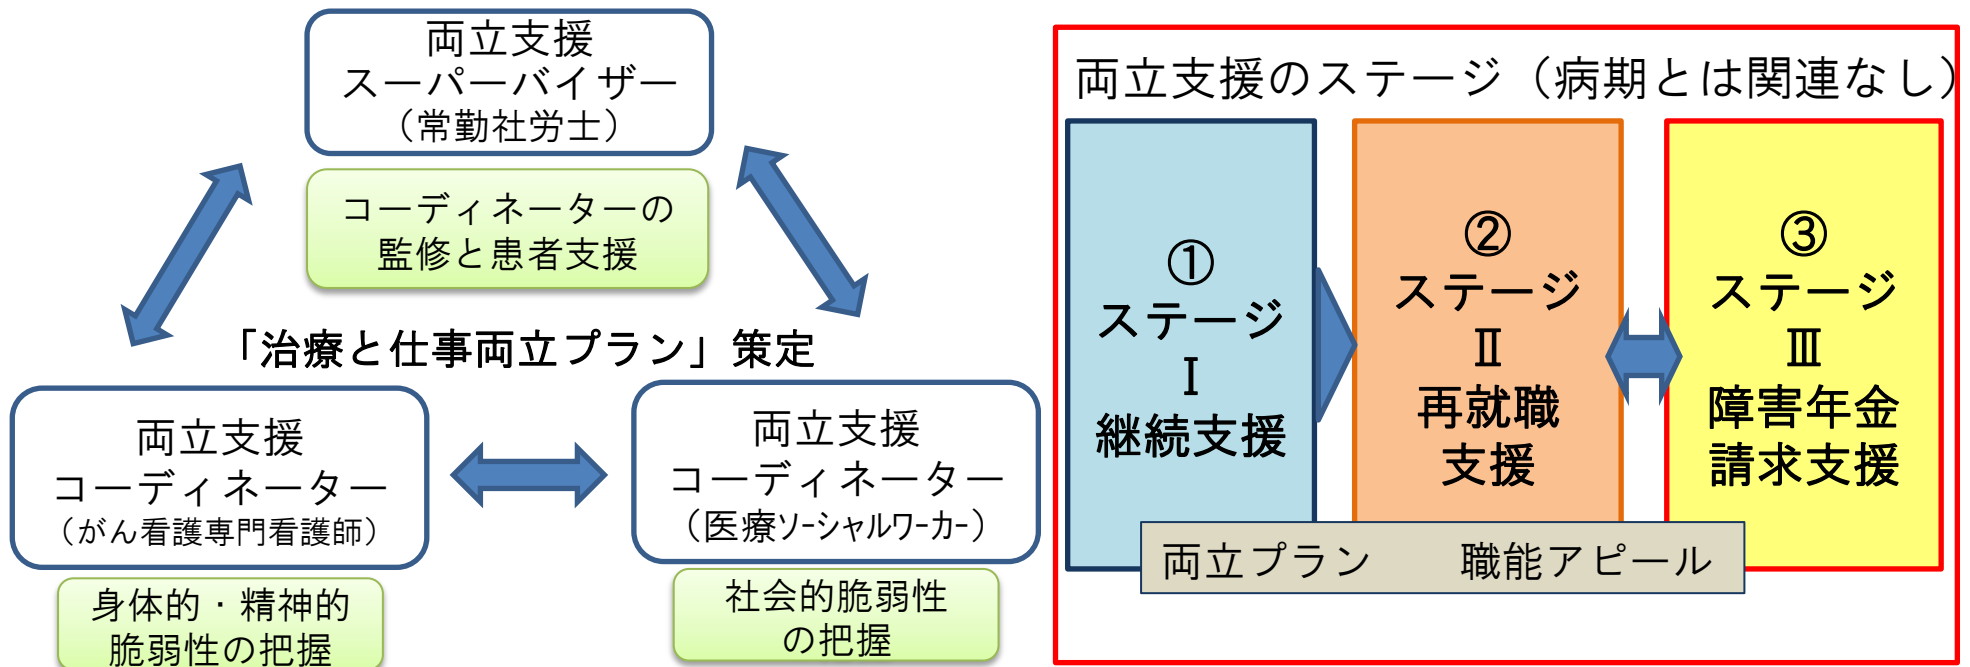 両立支援
スーパーバイザー
（常勤社労士）
コーディネーターの
監修と患者支援
「治療と仕事両立プラン」策定
両立支援
コーディネーター
（がん看護専門看護師）
身体的・精神的
脆弱性の把握
両立支援
コーディネーター
（医療ｿｰｼｬﾙﾜｰｶｰ）
社会的脆弱性
の把握
両立支援のステージ（病期とは関連なし）
①
ステージ
Ⅰ
継続支援
②
ステージ
Ⅱ
再就職
支援
③
ステージ
Ⅲ
障害年金
請求支援
両立プラン　　職能アピール